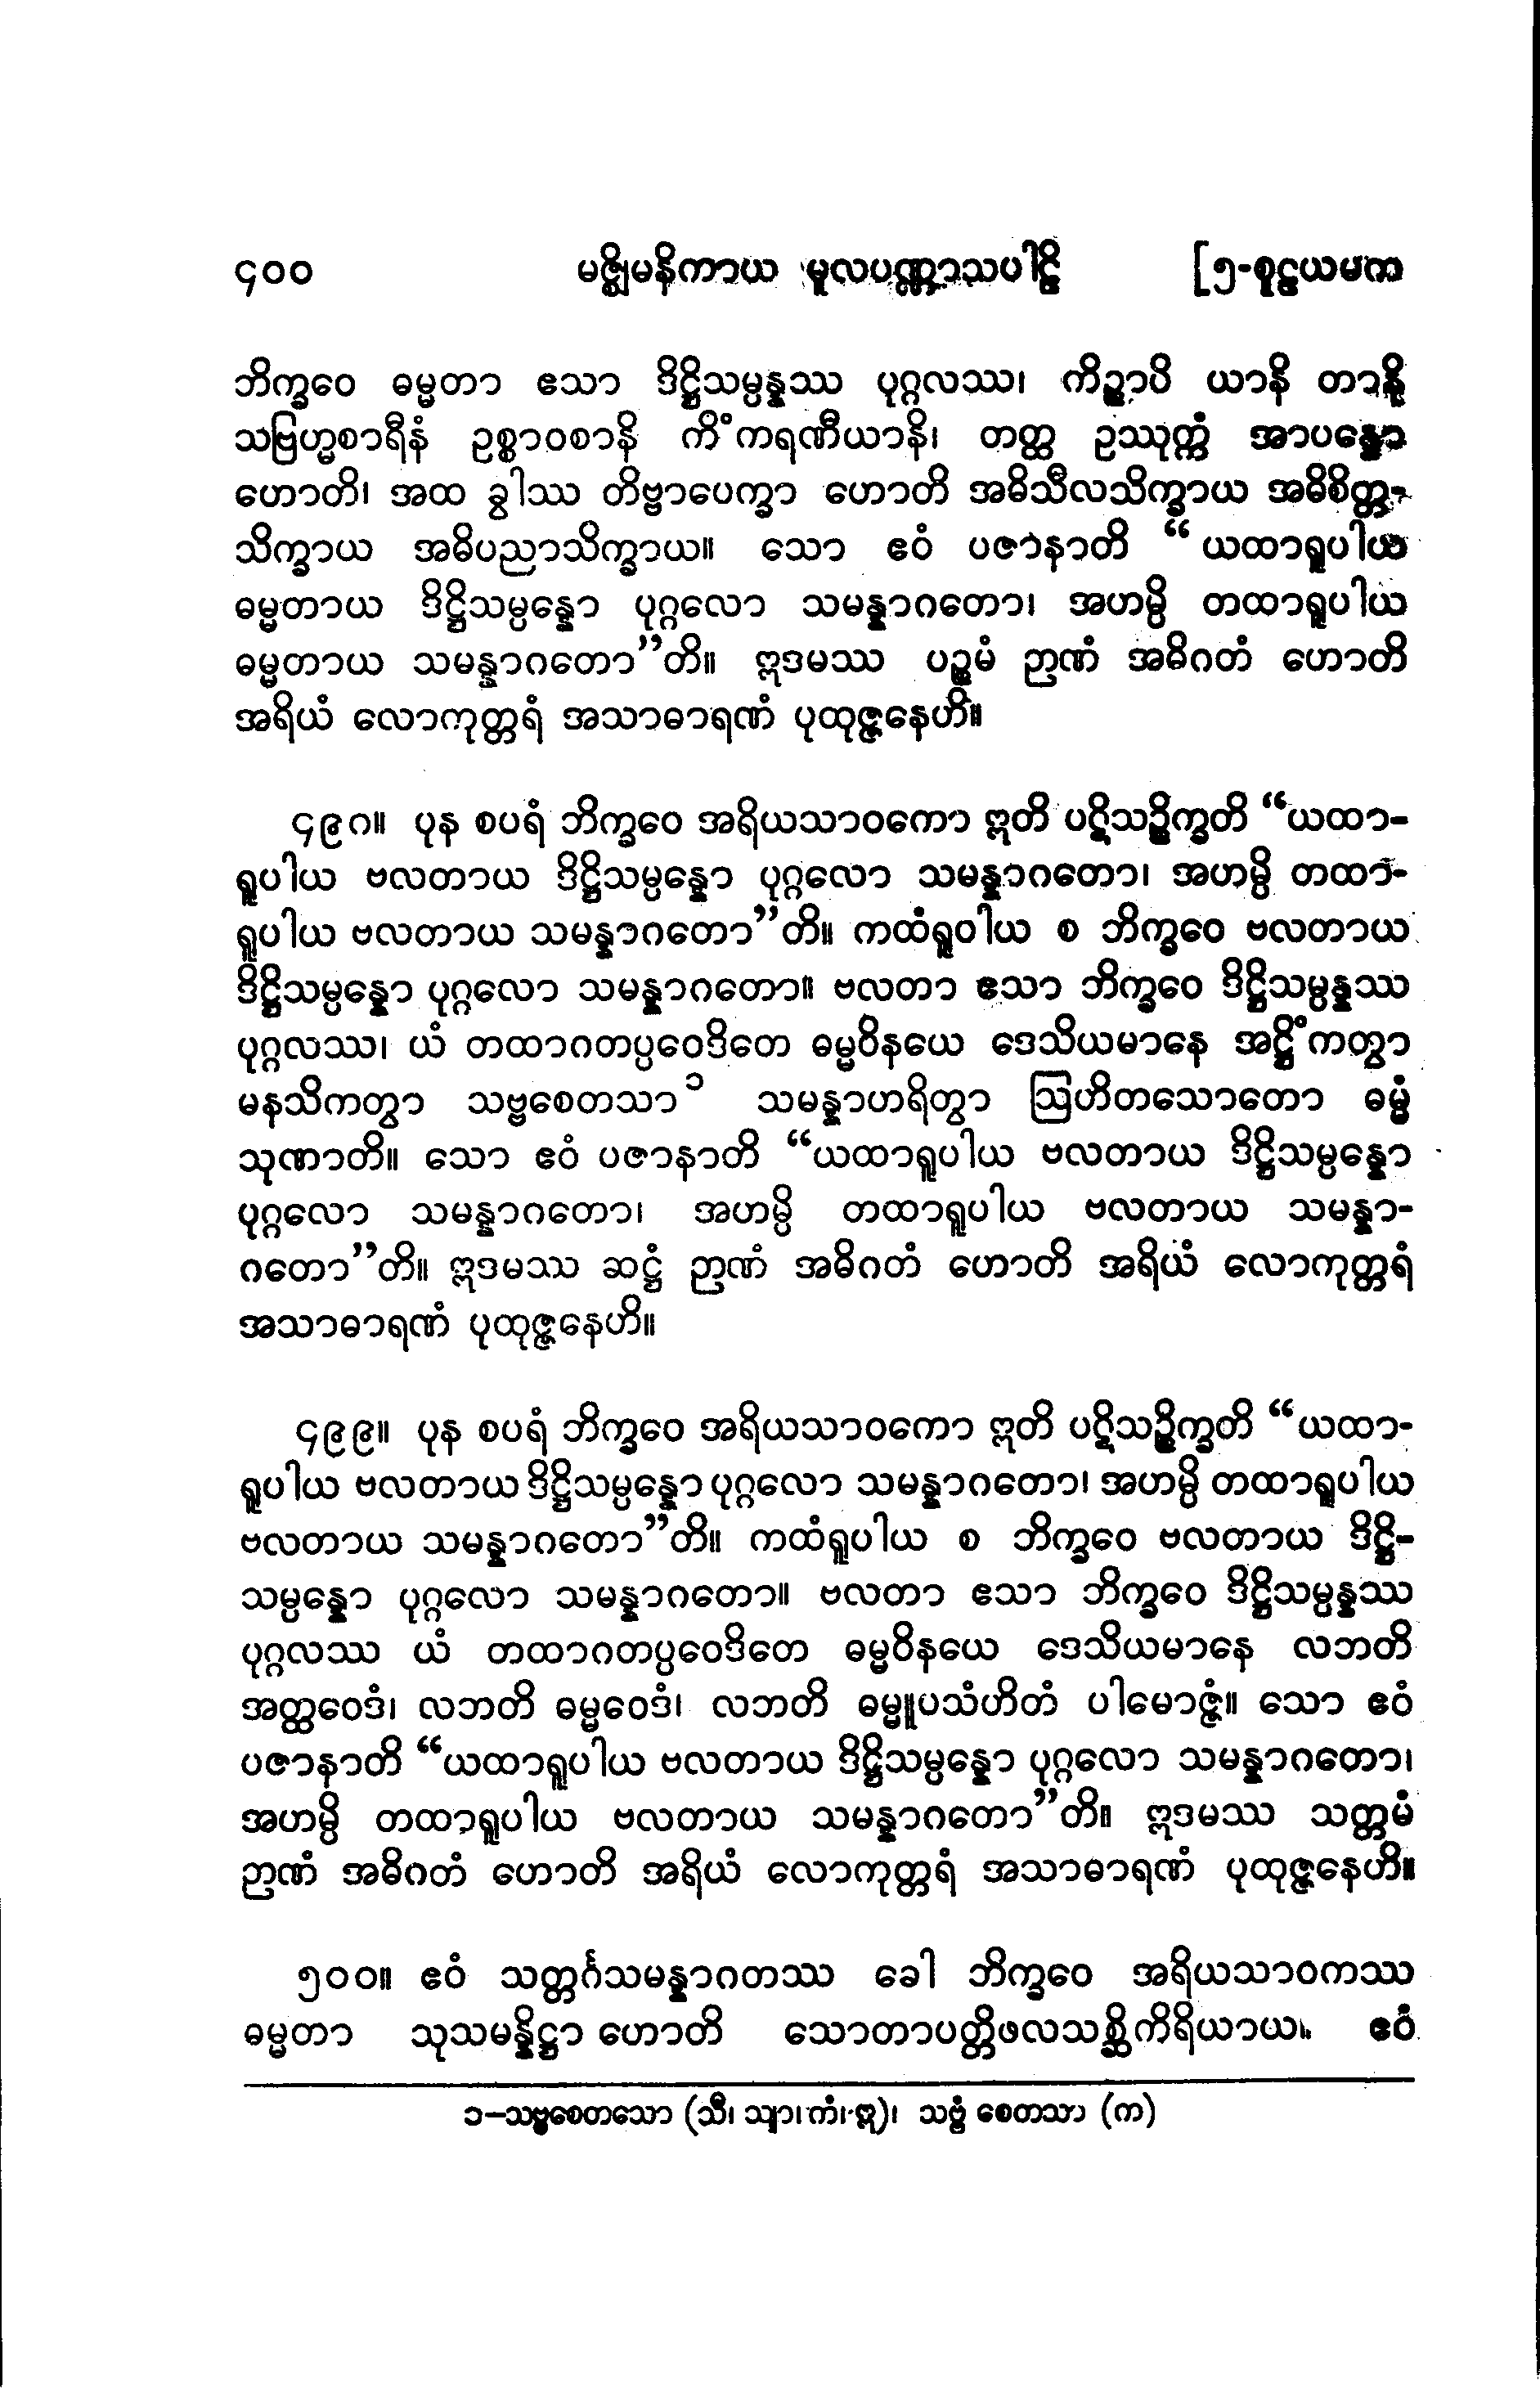 ၄၀၀ မဇ္ဈိမနိကာယ မူလပဏ္ဏာသပါဠိ [၅-စူဠယမက
ဘိက္ခဝေ ဓမ္မတာ ဧသာ ဒိဋ္ဌိသမ္ပန္နဿ ပုဂ္ဂလဿ၊ ကိဉ္စာပိ ယာနိ တာနိ
သဗြဟ္မစာရီနံ ဥစ္စာဝစာနိ ကိံကရဏီယာနိ၊ တတ္ထ ဥဿုက္ကံ အာပန္နော
ဟောတိ၊ အထ ခွါဿ တိဗ္ဗာပေက္ခာ ဟောတိ အဓိသီလသိက္ခာယ အဓိစိတ္တ-
သိက္ခာယ အဓိပညာသိက္ခာယ။ သော ဧဝံ ပဇာနာတိ “ယထာရူပါယ
ဓမ္မတာယ ဒိဋ္ဌိသမ္ပန္နော ပုဂ္ဂလော သမန္နာဂတော၊ အဟမ္ပိ တထာရူပါယ
ဓမ္မတာယ သမန္နာဂတော”တိ။ ဣဒမဿ ပဉ္စမံ ဉာဏံ အဓိဂတံ ဟောတိ
အရိယံ လောကုတ္တရံ အသာဓာရဏံ ပုထုဇ္ဇနေဟိ။
၄၉၈။ ပုန စပရံ ဘိက္ခဝေ အရိယသာဝကော ဣတိ ပဋိသဉ္စိက္ခတိ “ယထာ-
ရူပါယ ဗလတာယ ဒိဋ္ဌိသမ္ပန္နော ပုဂ္ဂလော သမန္နာဂတော၊ အဟမ္ပိ တထာ-
ရူပါယ ဗလတာယ သမန္နာဂတော”တိ။ ကထံရူပါယ စ ဘိက္ခဝေ ဗလတာယ
ဒိဋ္ဌိသမ္ပန္နော ပုဂ္ဂလော သမန္နာဂတော။ ဗလတာ ဧသာ ဘိက္ခဝေ ဒိဋ္ဌိသမ္ပန္နဿ
ပုဂ္ဂလဿ၊ ယံ တထာဂတပ္ပဝေဒိတေ ဓမ္မဝိနယေ ဒေသိယမာနေ အဋ္ဌိံကတွာ
မနသိကတွာ သဗ္ဗစေတသာ ၁ သမန္နာဟရိတွာ ဩဟိတသောတော ဓမ္မံ
သုဏာတိ။ သော ဧဝံ ပဇာနာတိ “ယထာရူပါယ ဗလတာယ ဒိဋ္ဌိသမ္ပန္နော
ပုဂ္ဂလော သမန္နာဂတော၊ အဟမ္ပိ တထာရူပါယ ဗလတာယ သမန္နာ-
ဂတော”တိ။ ဣဒမဿ ဆဋ္ဌံ ဉာဏံ အဓိဂတံ ဟောတိ အရိယံ လောကုတ္တရံ
အသာဓာရဏံ ပုထုဇ္ဇနေဟိ။
၄၉၉။ ပုန စပရံ ဘိက္ခဝေ အရိယသာဝကော ဣတိ ပဋိသဉ္စိက္ခတိ “ယထာ-
ရူပါယ ဗလတာယ ဒိဋ္ဌိသမ္ပန္နော ပုဂ္ဂလော သမန္နာဂတော၊ အဟမ္ပိ တထာရူပါယ
ဗလတာယ သမန္နာဂတော”တိ။ ကထံရူပါယ စ ဘိက္ခဝေ ဗလတာယ ဒိဋ္ဌိ-
သမ္ပန္နော ပုဂ္ဂလော သမန္နာဂတော။ ဗလတာ ဧသာ ဘိက္ခဝေ ဒိဋ္ဌိသမ္ပန္နဿ
ပုဂ္ဂလဿ ယံ တထာဂတပ္ပဝေဒိတေ ဓမ္မဝိနယေ ဒေသိယမာနေ လဘတိ
အတ္ထဝေဒံ၊ လဘတိ ဓမ္မဝေဒံ၊ လဘတိ ဓမ္မူပသံဟိတံ ပါမောဇ္ဇံ။ သော ဧဝံ
ပဇာနာတိ “ယထာရူပါယ ဗလတာယ ဒိဋ္ဌိသမ္ပန္နော ပုဂ္ဂလော သမန္နာဂတော၊
အဟမ္ပိ တထာရူပါယ ဗလတာယ သမန္နာဂတော”တိ။ ဣဒမဿ သတ္တမံ
ဉာဏံ အဓိဂတံ ဟောတိ အရိယံ လောကုတ္တရံ အသာဓာရဏံ ပုထုဇ္ဇနေဟိ။
၅၀၀။ ဧဝံ သတ္တင်္ဂသမန္နာဂတဿ ခေါ ဘိက္ခဝေ အရိယသာဝကဿ
ဓမ္မတာ သုသမန္နိဋ္ဌာ ဟောတိ သောတာပတ္တိဖလသစ္ဆိကိရိယာယ။ ဧဝံ
၁-သဗ္ဗစေတသော (သီ၊ သျာ၊ ကံ၊ ဣ)၊ သဗ္ဗံ စေတသာ (က)